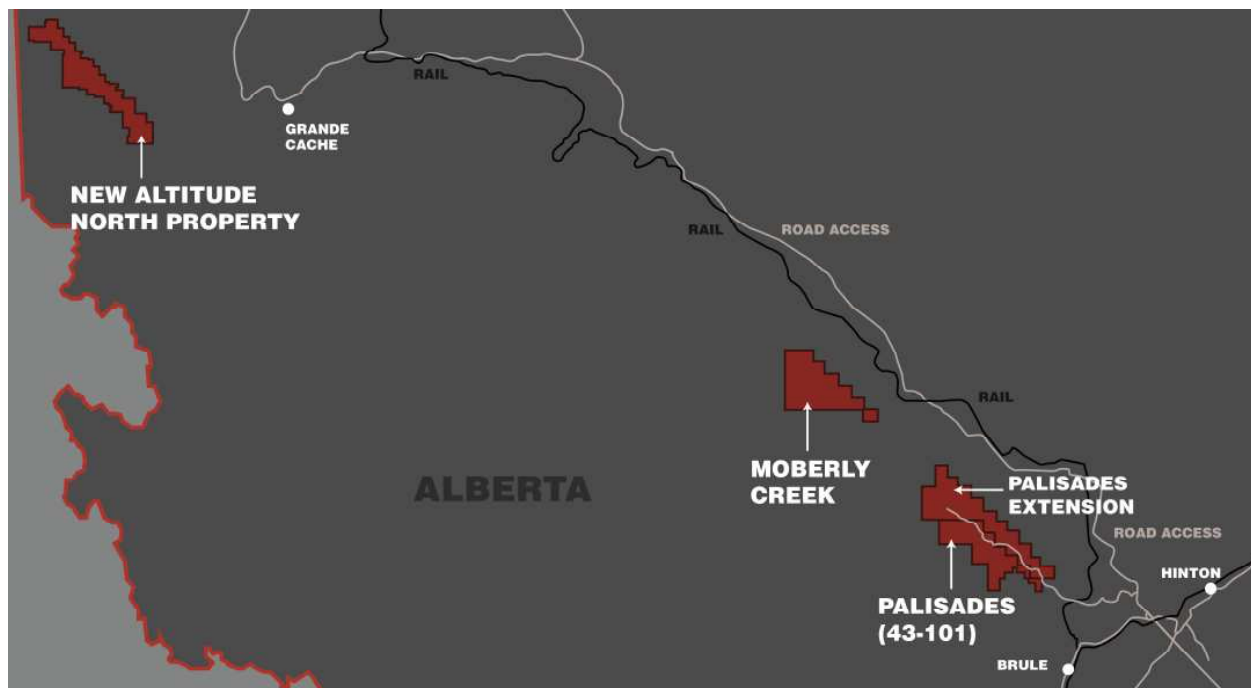 RAIL
GRANDE
CACHE
NEW ALTITUDE
NORTH PROPERTY
RAIL
ROAD ACCESS
RAIL
MOBERLY
CREEK
ALBERTA
PALISADES
EXTENSION
ROAD ACCESS
HINTON
PALISADES
(43-101)
BRULE